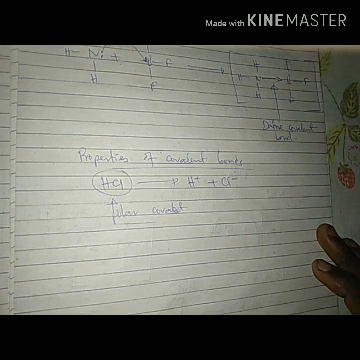 Made with KINEMASTER
H
H - N: +
F
H
F
H
N
F
H
Dative covalent
bond
Properties of covalent bonds
HCl → H⁺ + Cl⁻
Polar covalent